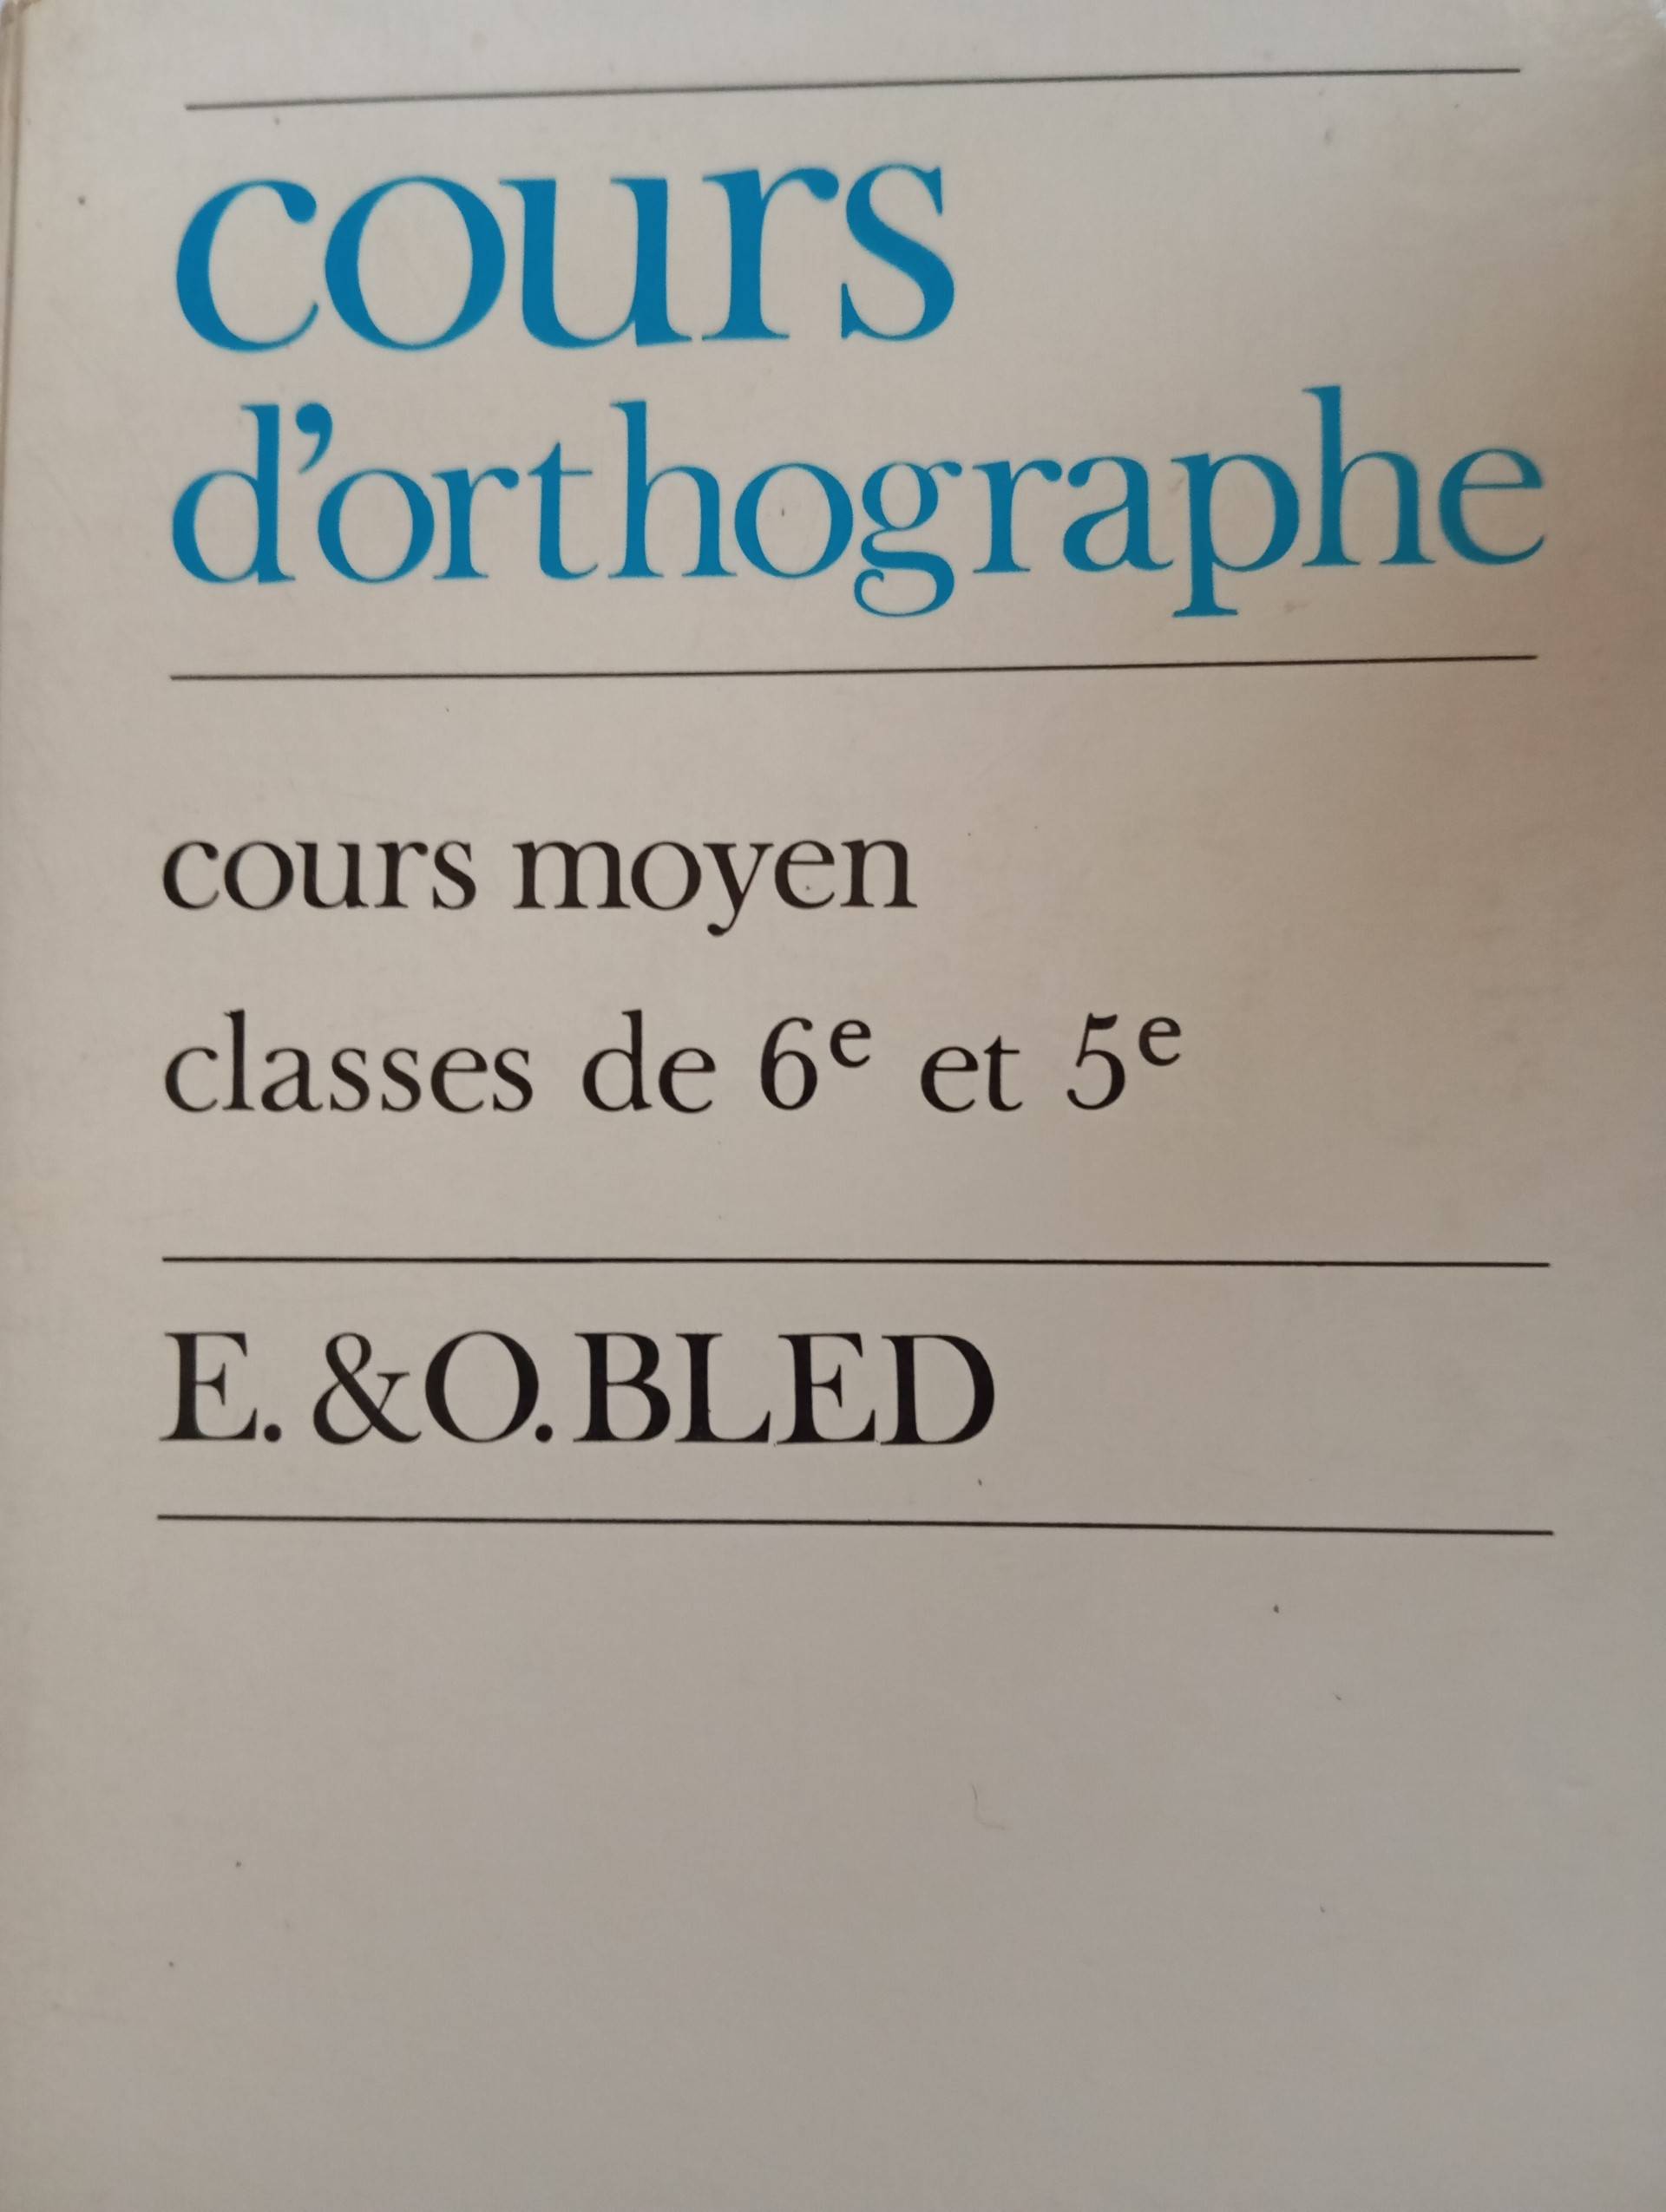 cours
d'orthographe
cours moyen
classes de 6e et 5e
E. & O. BLED